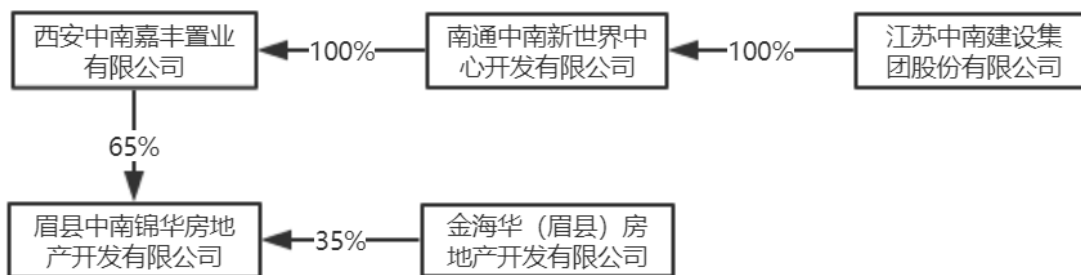 西安中南嘉丰置业
有限公司
100%
南通中南新世界中
心开发有限公司
100%
江苏中南建设集
团股份有限公司
65%
眉县中南锦华房地
产开发有限公司
35%
金海华（眉县）房
地产开发有限公司